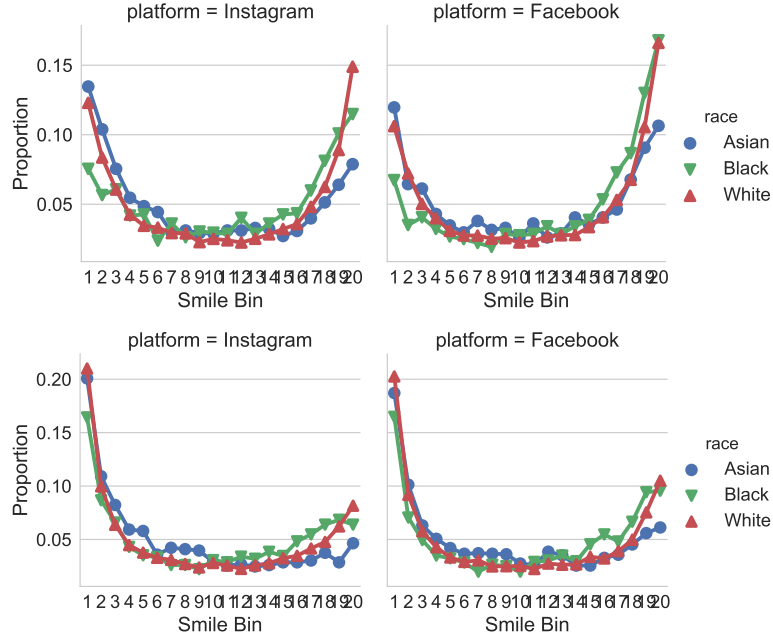 platform = Instagram
platform = Facebook
Proportion
0.15
0.10
0.05
1 2 3 4 5 6 7 8 9 10 11 12 13 14 15 16 17 18 19 20
1 2 3 4 5 6 7 8 9 10 11 12 13 14 15 16 17 18 19 20
Smile Bin
Smile Bin
race
Asian
Black
White
platform = Instagram
platform = Facebook
Proportion
0.20
0.15
0.10
0.05
1 2 3 4 5 6 7 8 9 10 11 12 13 14 15 16 17 18 19 20
1 2 3 4 5 6 7 8 9 10 11 12 13 14 15 16 17 18 19 20
Smile Bin
Smile Bin
race
Asian
Black
White